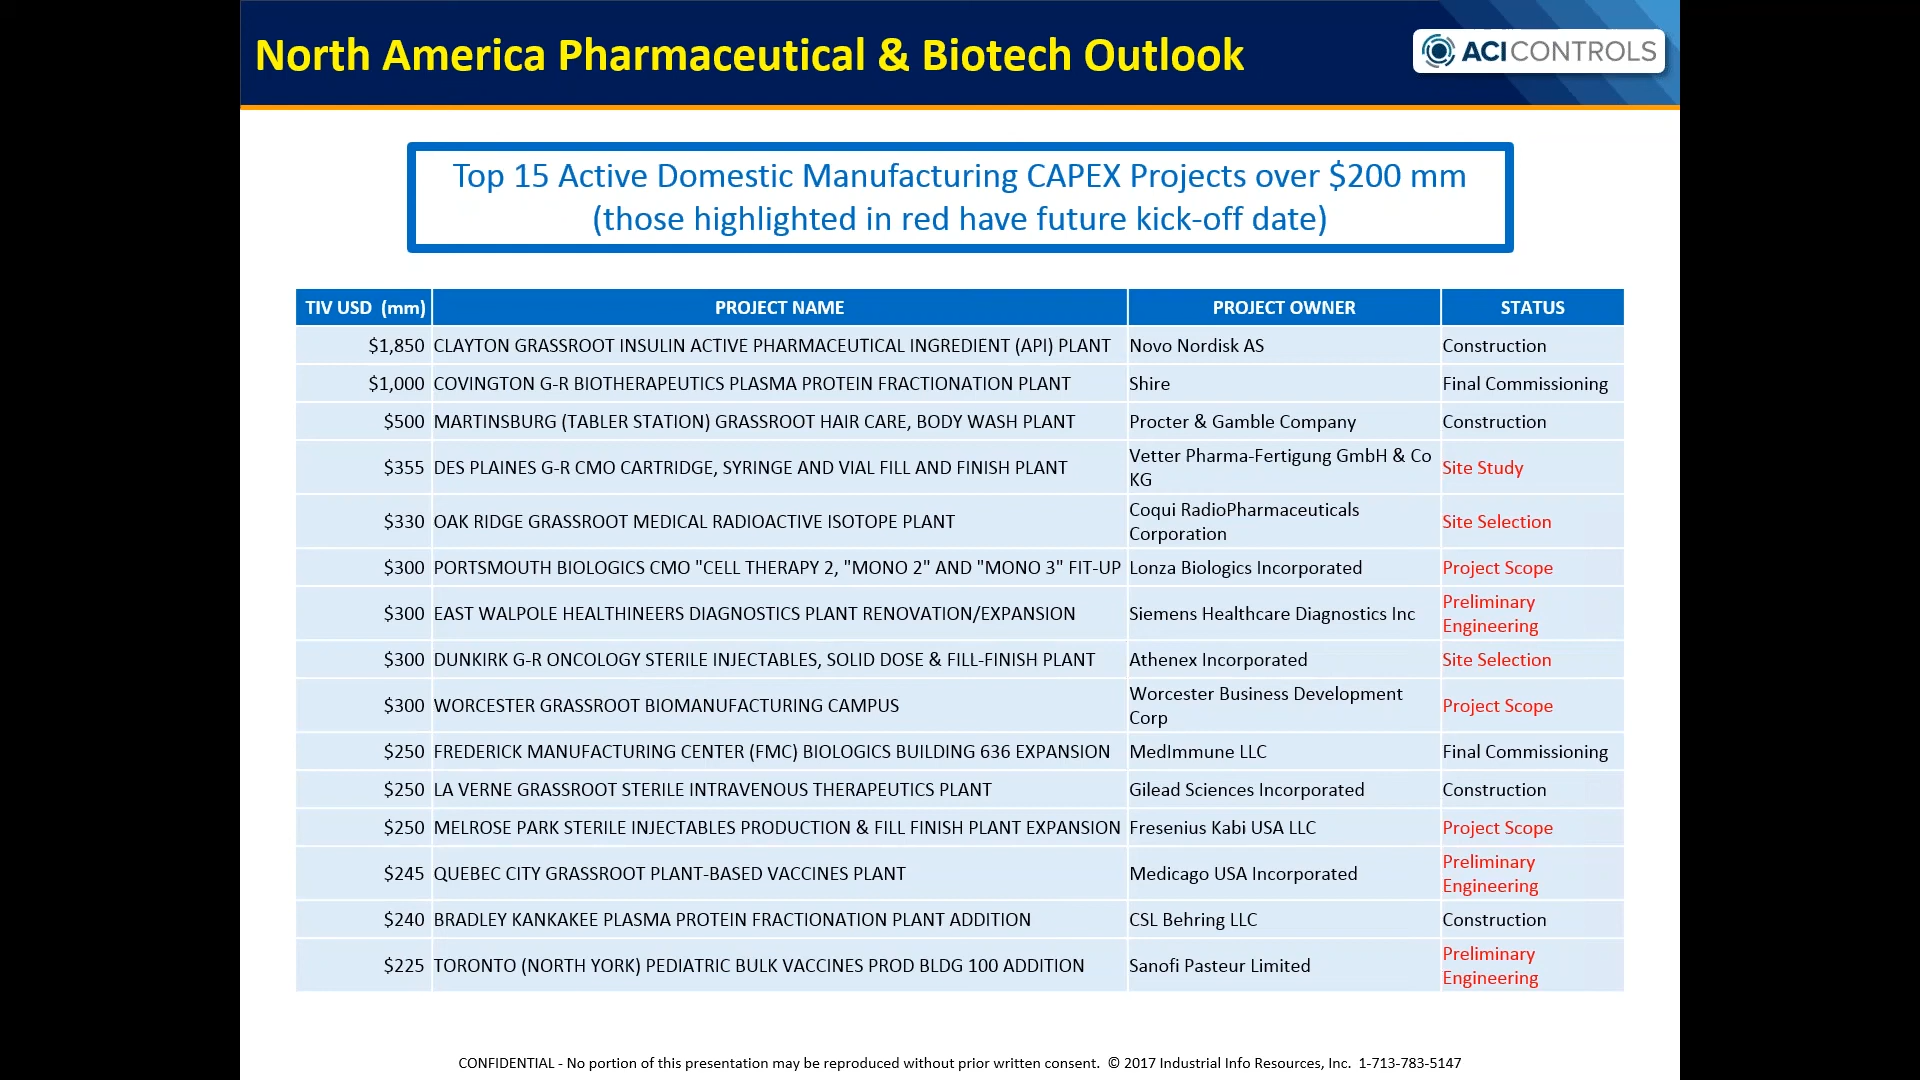 North America Pharmaceutical & Biotech Outlook
ACI CONTROLS
Top 15 Active Domestic Manufacturing CAPEX Projects over $200 mm
(those highlighted in red have future kick-off date)
TIV USD (mm) PROJECT NAME PROJECT OWNER STATUS
$1,850 CLAYTON GRASSROOT INSULIN ACTIVE PHARMACEUTICAL INGREDIENT (API) PLANT Novo Nordisk AS Construction
$1,000 COVINGTON G-R BIOTHERAPEUTICS PLASMA PROTEIN FRACTIONATION PLANT Shire Final Commissioning
$500 MARTINSBURG (TABLER STATION) GRASSROOT HAIR CARE, BODY WASH PLANT Procter & Gamble Company Construction
$355 DES PLAINES G-R CMO CARTRIDGE, SYRINGE AND VIAL FILL AND FINISH PLANT Vetter Pharma-Fertigung GmbH & Co
KG Site Study
$330 OAK RIDGE GRASSROOT MEDICAL RADIOACTIVE ISOTOPE PLANT Coqui RadioPharmaceuticals
Corporation Site Selection
$300 PORTSMOUTH BIOLOGICS CMO "CELL THERAPY 2, "MONO 2" AND "MONO 3" FIT-UP Lonza Biologics Incorporated Project Scope
$300 EAST WALPOLE HEALTHINEERS DIAGNOSTICS PLANT RENOVATION/EXPANSION Siemens Healthcare Diagnostics Inc Preliminary
Engineering
$300 DUNKIRK G-R ONCOLOGY STERILE INJECTABLES, SOLID DOSE & FILL-FINISH PLANT Athenex Incorporated Site Selection
$300 WORCESTER GRASSROOT BIOMANUFACTURING CAMPUS Worcester Business Development
Corp Project Scope
$250 FREDERICK MANUFACTURING CENTER (FMC) BIOLOGICS BUILDING 636 EXPANSION MedImmune LLC Final Commissioning
$250 LA VERNE GRASSROOT STERILE INTRAVENOUS THERAPEUTICS PLANT Gilead Sciences Incorporated Construction
$250 MELROSE PARK STERILE INJECTABLES PRODUCTION & FILL FINISH PLANT EXPANSION Fresenius Kabi USA LLC Project Scope
$245 QUEBEC CITY GRASSROOT PLANT-BASED VACCINES PLANT Medicago USA Incorporated Preliminary
Engineering
$240 BRADLEY KANKAKEE PLASMA PROTEIN FRACTIONATION PLANT ADDITION CSL Behring LLC Construction
$225 TORONTO (NORTH YORK) PEDIATRIC BULK VACCINES PROD BLDG 100 ADDITION Sanofi Pasteur Limited Preliminary
Engineering
CONFIDENTIAL - No portion of this presentation may be reproduced without prior written consent. © 2017 Industrial Info Resources, Inc. 1-713-783-5147